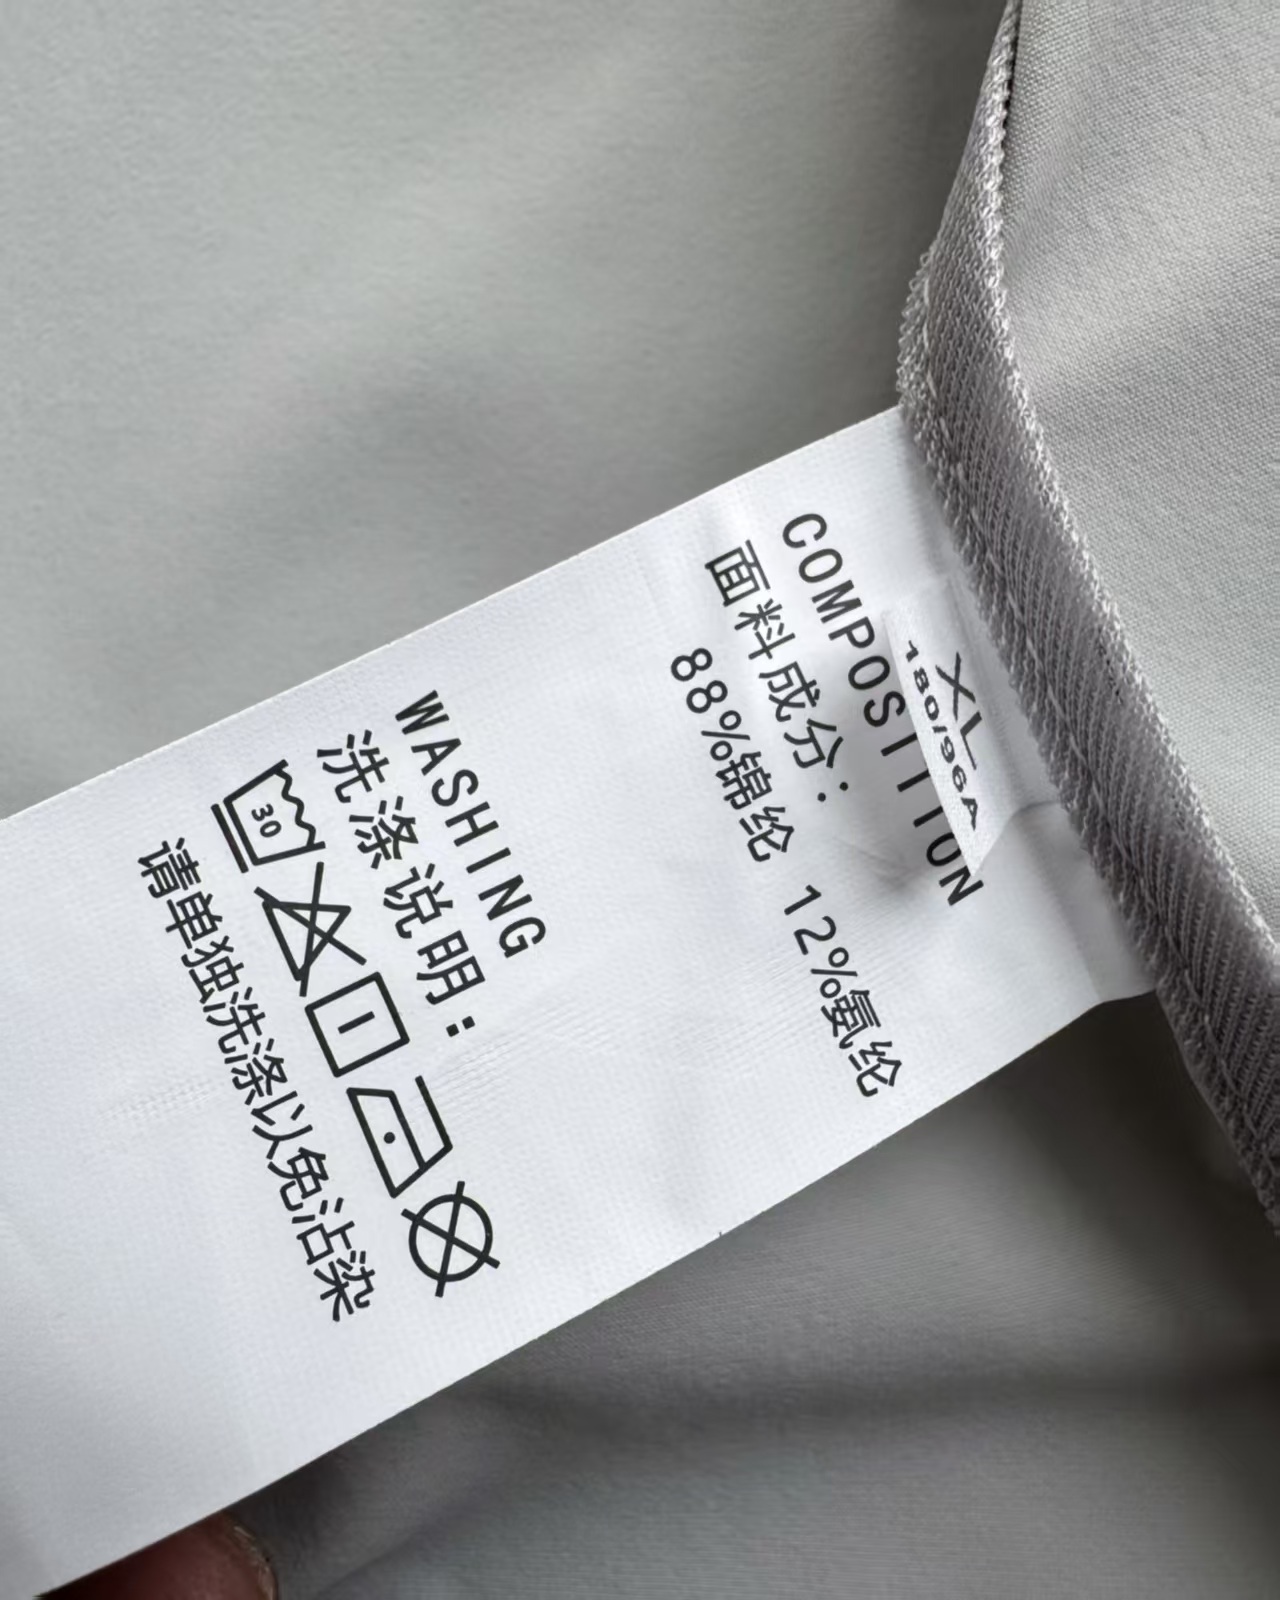 XL
180/96A
COMPOSITION
面料成分：
88%锦纶 12%氨纶
WASHING
洗涤说明：
30
请单独洗涤以免沾染